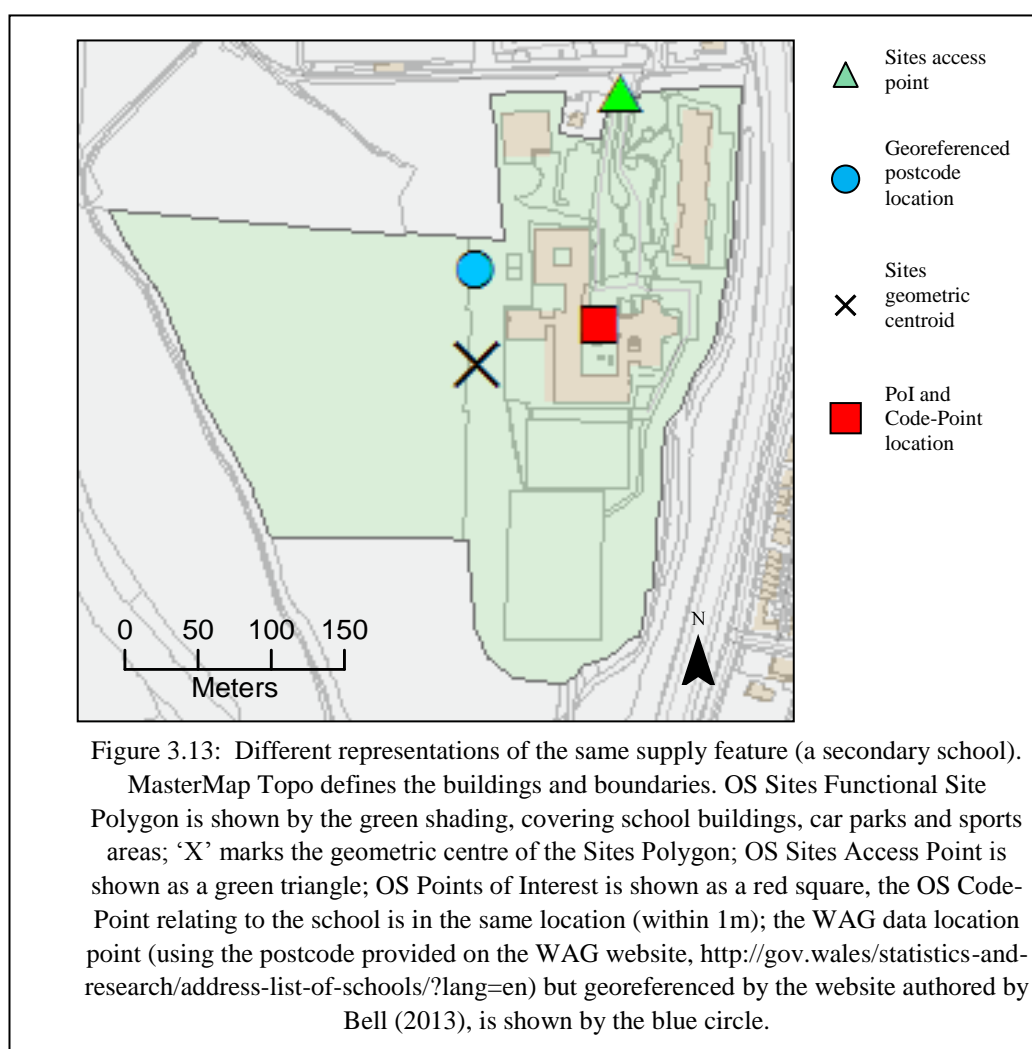 Sites access
point
Georeferenced
postcode
location
Sites
geometric
centroid
PoI and
Code-Point
location
N
0 50 100 150
Meters
Figure 3.13: Different representations of the same supply feature (a secondary school).
MasterMap Topo defines the buildings and boundaries. OS Sites Functional Site
Polygon is shown by the green shading, covering school buildings, car parks and sports
areas; ‘X’ marks the geometric centre of the Sites Polygon; OS Sites Access Point is
shown as a green triangle; OS Points of Interest is shown as a red square, the OS Code-
Point relating to the school is in the same location (within 1m); the WAG data location
point (using the postcode provided on the WAG website, http://gov.wales/statistics-and-
research/address-list-of-schools/?lang=en) but georeferenced by the website authored by
Bell (2013), is shown by the blue circle.